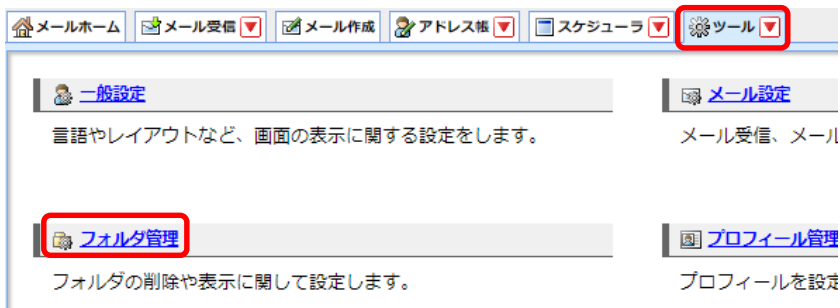 メールホーム メール受信 メール作成 アドレス帳 スケジューラ ツール
一般設定
メール設定
言語やレイアウトなど、画面の表示に関する設定をします。
メール受信、メール
フォルダ管理
プロフィール管理
フォルダの削除や表示に関して設定します。
プロフィールを設定